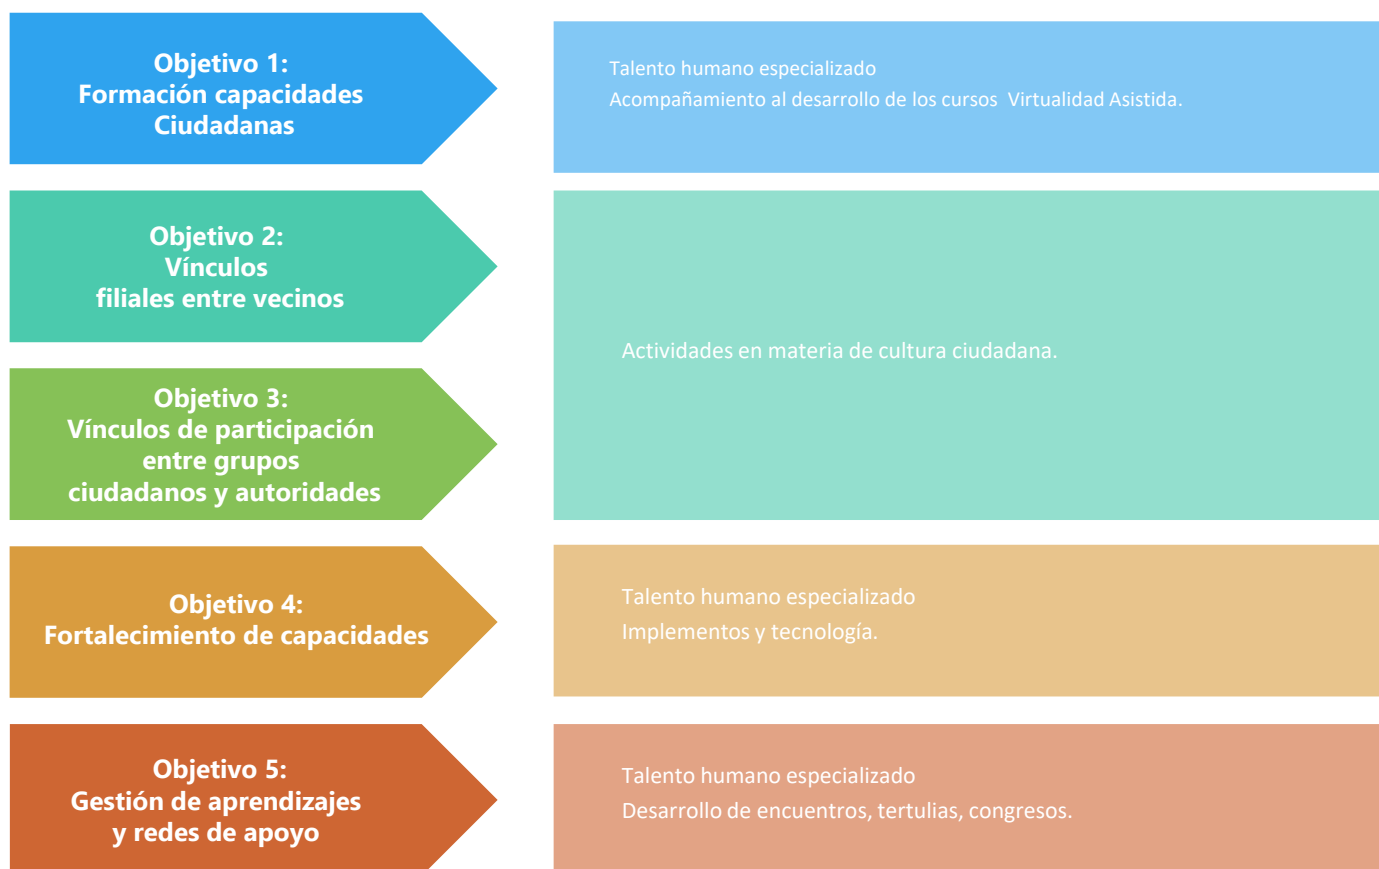 Objetivo 1:
Formación capacidades
Ciudadanas
Talento humano especializado
Acompañamiento al desarrollo de los cursos  Virtualidad Asistida.
Objetivo 2:
Vínculos
filiales entre vecinos
Actividades en materia de cultura ciudadana.
Objetivo 3:
Vínculos de participación
entre grupos
ciudadanos y autoridades
Objetivo 4:
Fortalecimiento de capacidades
Talento humano especializado
Implementos y tecnología.
Objetivo 5:
Gestión de aprendizajes
y redes de apoyo
Talento humano especializado
Desarrollo de encuentros, tertulias, congresos.